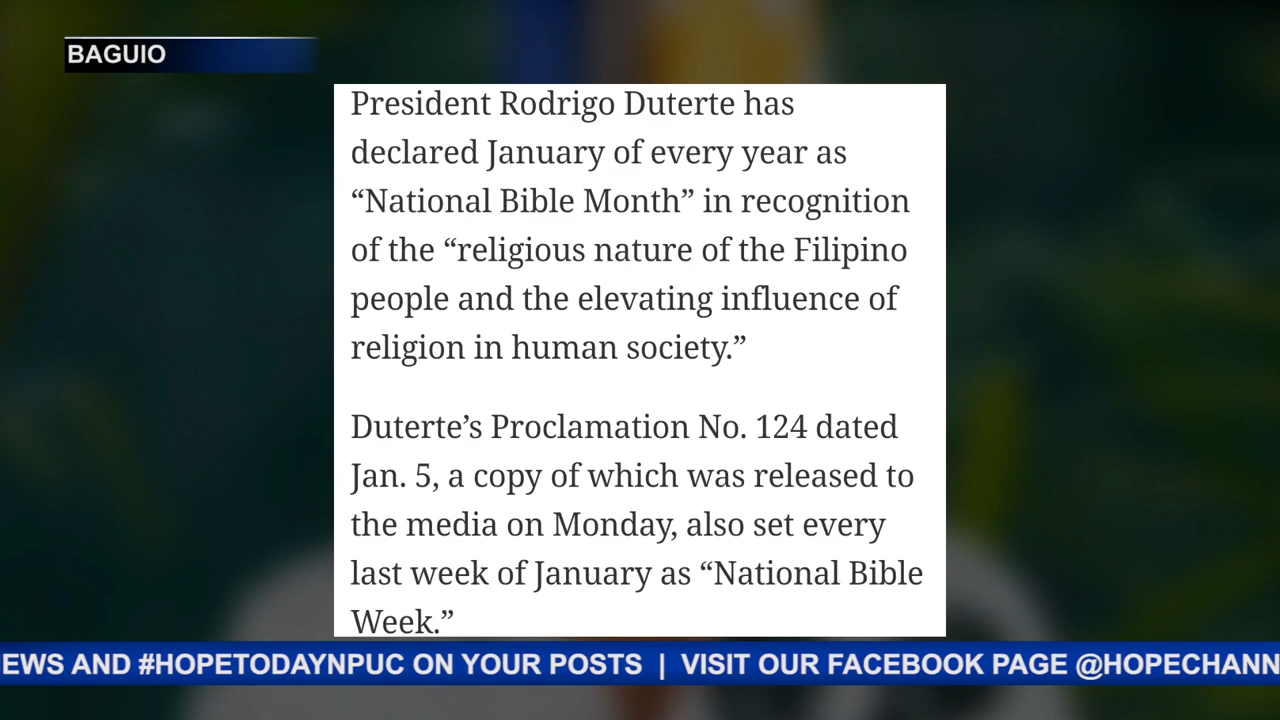 BAGUIO
President Rodrigo Duterte has
declared January of every year as
“National Bible Month” in recognition
of the “religious nature of the Filipino
people and the elevating influence of
religion in human society.”
Duterte’s Proclamation No. 124 dated
Jan. 5, a copy of which was released to
the media on Monday, also set every
last week of January as “National Bible
Week.”
EWS AND #HOPETODAYNPUC ON YOUR POSTS | VISIT OUR FACEBOOK PAGE @HOPECHANN